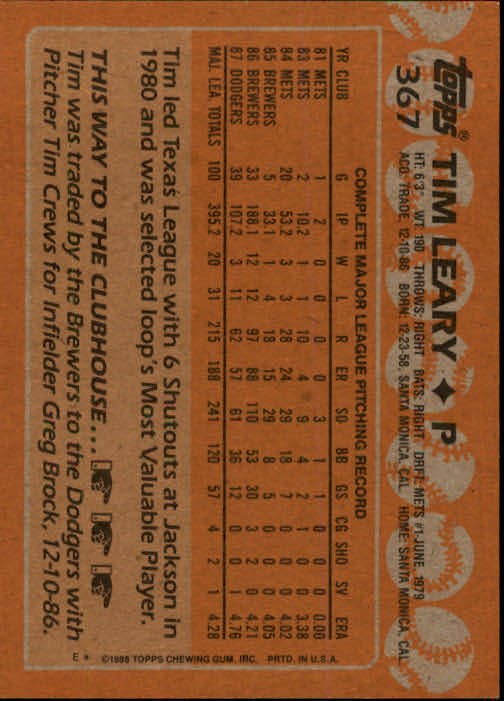 topps®
367
TIM LEARY ♦ P
HT: 6'3" WT: 190 THROWS: RIGHT BATS: RIGHT DRFT: METS #1-JUNE, 1979
ACQ: TRADE, 12-10-86 BORN: 12-23-58, SANTA MONICA, CAL HOME: SANTA MONICA, CAL
COMPLETE MAJOR LEAGUE PITCHING RECORD
YR CLUB G IP W L R ER SO BB GS CG SHO SV ERA
81 METS 1 2 0 0 0 0 3 1 1 0 0 0 0.00
83 METS 2 10.2 1 1 10 4 9 4 2 1 0 0 3.38
84 METS 20 53.2 3 3 28 24 29 18 7 0 0 0 4.02
85 BREWERS 5 33.1 1 4 18 15 29 8 5 0 0 0 4.05
86 BREWERS 33 188.1 12 12 97 88 110 53 30 3 2 0 4.21
87 DODGERS 39 107.2 3 11 62 57 61 36 12 0 0 1 4.76
MAJ. LEA. TOTALS 100 395.2 20 31 215 188 241 120 57 4 2 1 4.28
Tim led Texas League with 6 Shutouts at Jackson in
1980 and was selected loop's Most Valuable Player.
THIS WAY TO THE CLUBHOUSE...
Tim was traded by the Brewers to the Dodgers with
Pitcher Tim Crews for Infielder Greg Brock, 12-10-86.
E * ©1988 TOPPS CHEWING GUM, INC. PRTD. IN U.S.A.